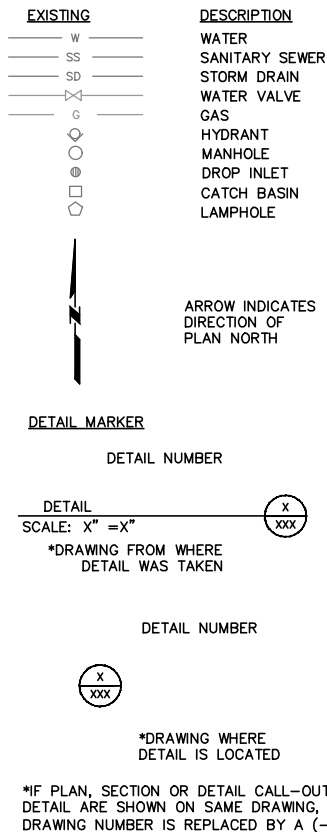 EXISTING DESCRIPTION
W WATER
SS SANITARY SEWER
SD STORM DRAIN
WATER VALVE
G GAS
HYDRANT
MANHOLE
DROP INLET
CATCH BASIN
LAMPHOLE
N
ARROW INDICATES
DIRECTION OF
PLAN NORTH
DETAIL MARKER
DETAIL NUMBER
DETAIL
X
XXX
SCALE: X" =X"
*DRAWING FROM WHERE
DETAIL WAS TAKEN
DETAIL NUMBER
X
XXX
*DRAWING WHERE
DETAIL IS LOCATED
*IF PLAN, SECTION OR DETAIL CALL-OUT
DETAIL ARE SHOWN ON SAME DRAWING,
DRAWING NUMBER IS REPLACED BY A (-